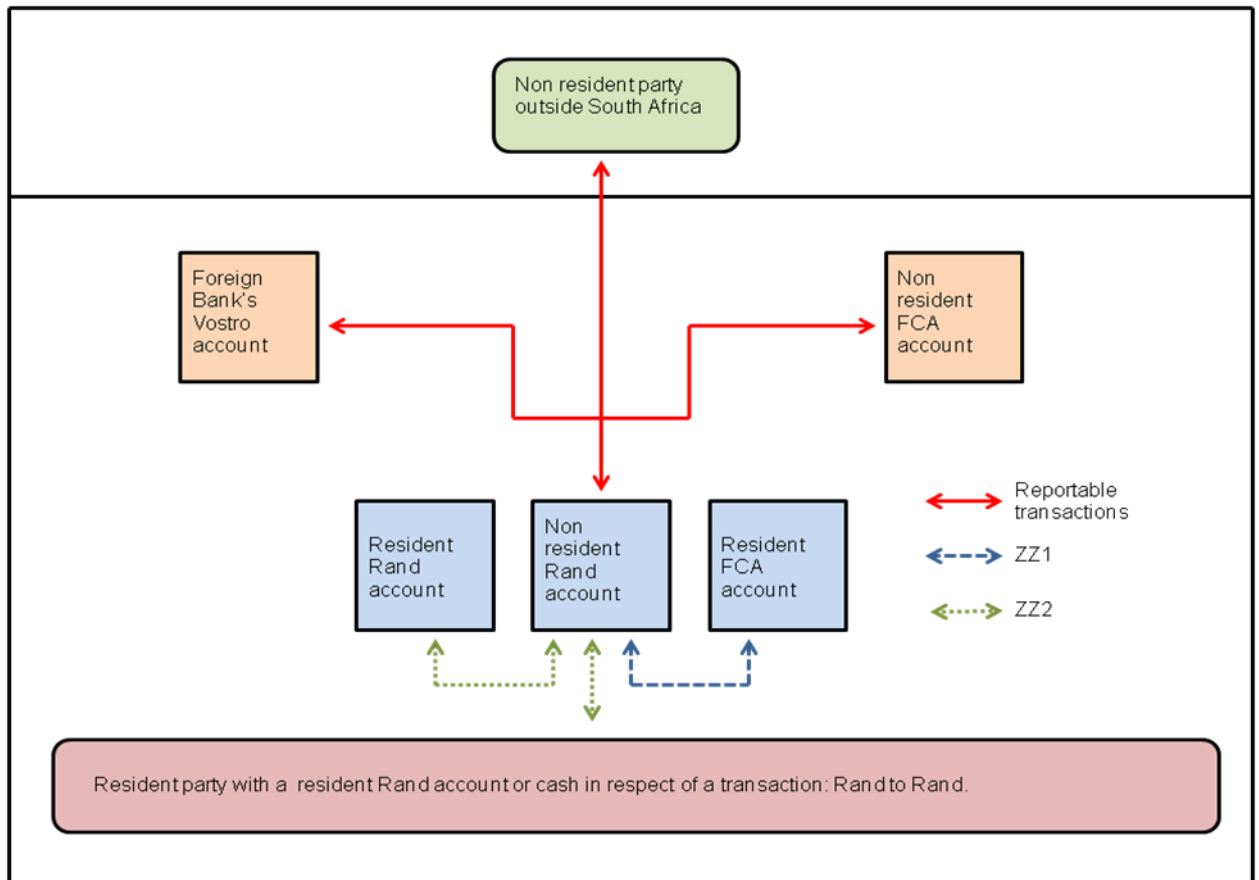 Non resident party
outside South Africa
Foreign
Bank's
Vostro
account
Non
resident
FCA
account
Resident
Rand
account
Non
resident
Rand
account
Resident
FCA
account
Reportable
transactions
ZZ1
ZZ2
Resident party with a resident Rand account or cash in respect of a transaction: Rand to Rand.